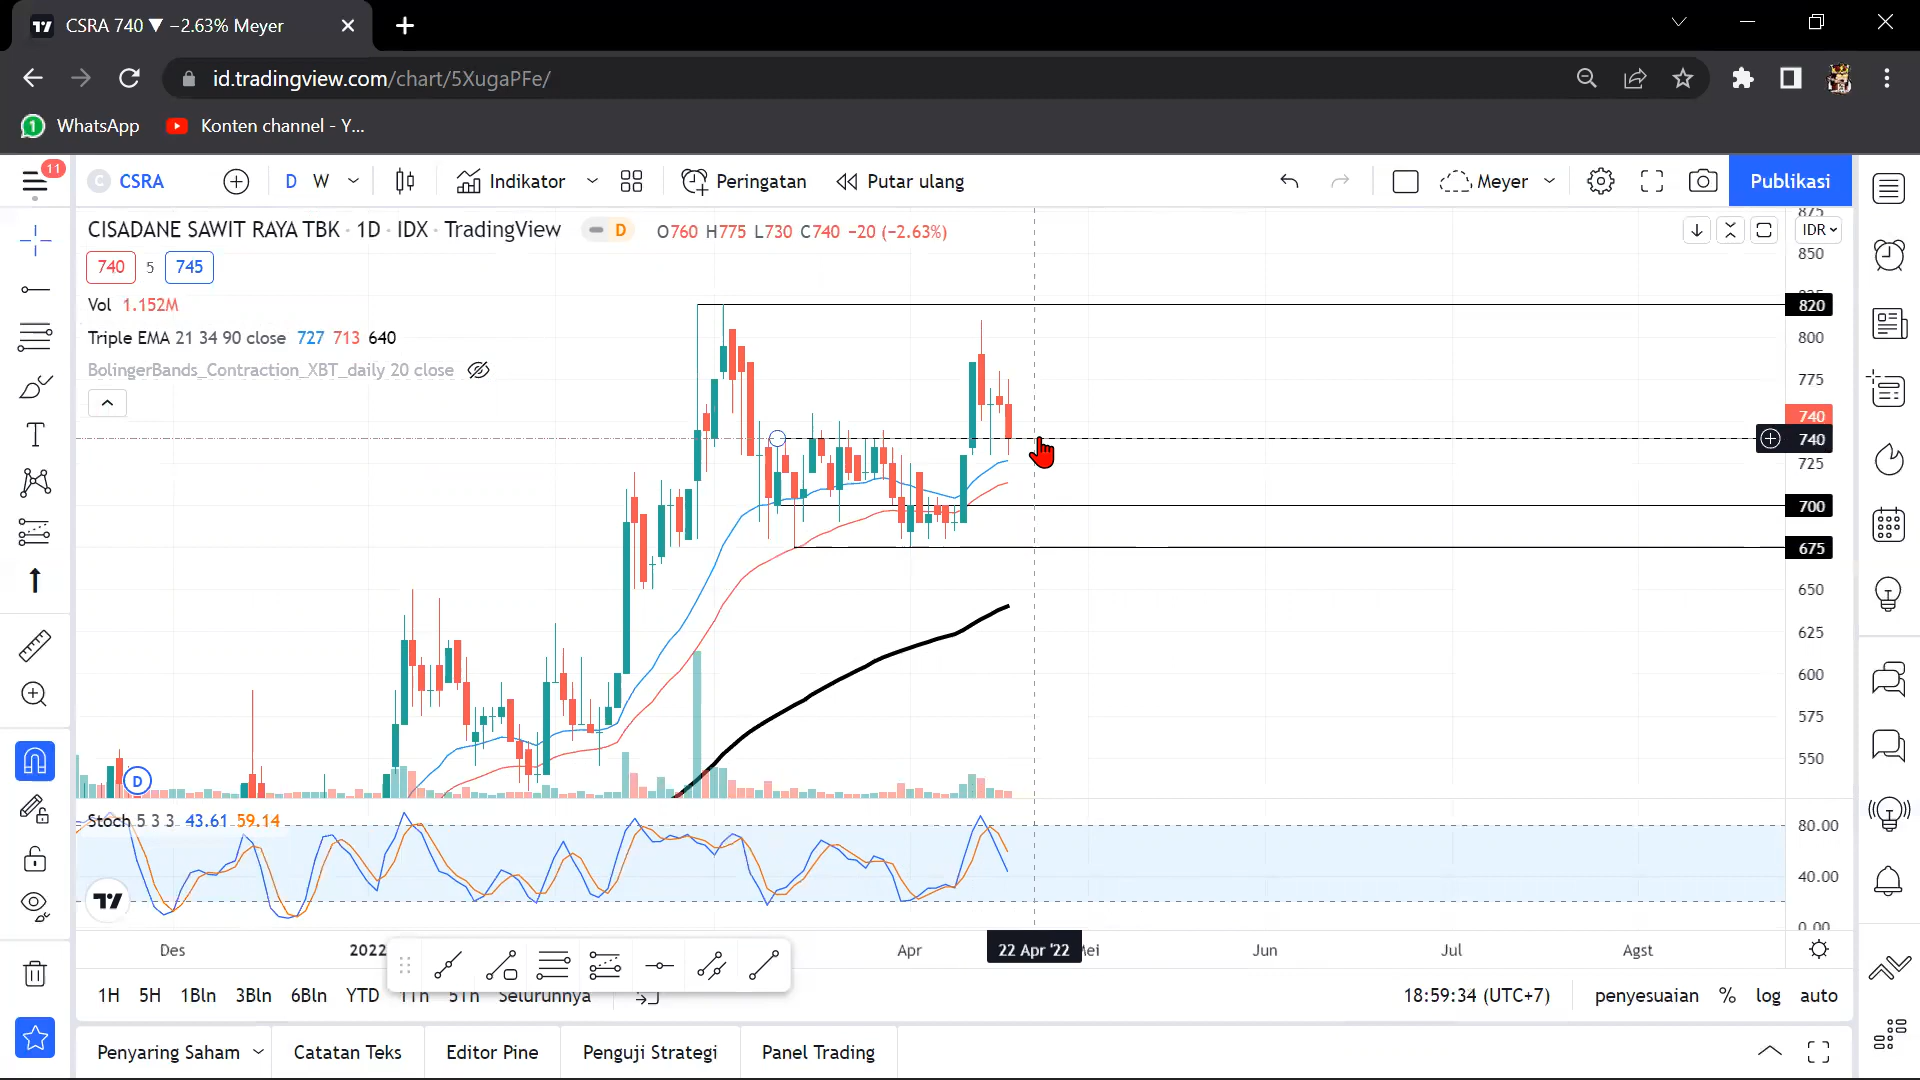 CSRA 740 ▼ −2.63% Meyer
id.tradingview.com/chart/5XugaPFe/
1 WhatsApp Konten channel - Y...
11
C CSRA D W Indikator Peringatan Putar ulang Meyer Publikasi
CISADANE SAWIT RAYA TBK · 1D · IDX · TradingView D O760 H775 L730 C740 −20 (−2.63%)
IDR
740 5 745
Vol 1.152M
Triple EMA 21 34 90 close 727 713 640
BolingerBands_Contraction_XBT_daily 20 close
875
850
820
800
775
740
740
725
700
675
650
625
600
575
550
D
Stoch 5 3 3 43.61 59.14
80.00
40.00
0.00
Des 2022 Apr 22 Apr '22 Mei Jun Jul Agst
1H 5H 1Bln 3Bln 6Bln YTD 1Th 5Th Seluruhnya 18:59:34 (UTC+7) penyesuaian % log auto
Penyaring Saham Catatan Teks Editor Pine Penguji Strategi Panel Trading